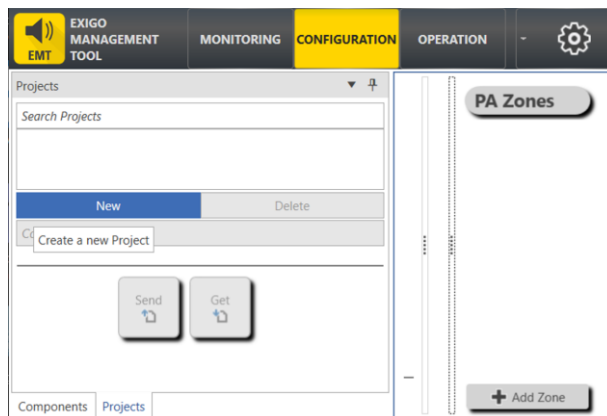 EXIGO
MANAGEMENT
TOOL
EMT
MONITORING
CONFIGURATION
OPERATION
Projects
Search Projects
New
Delete
Create a new Project
Send
Get
Components
Projects
PA Zones
Add Zone